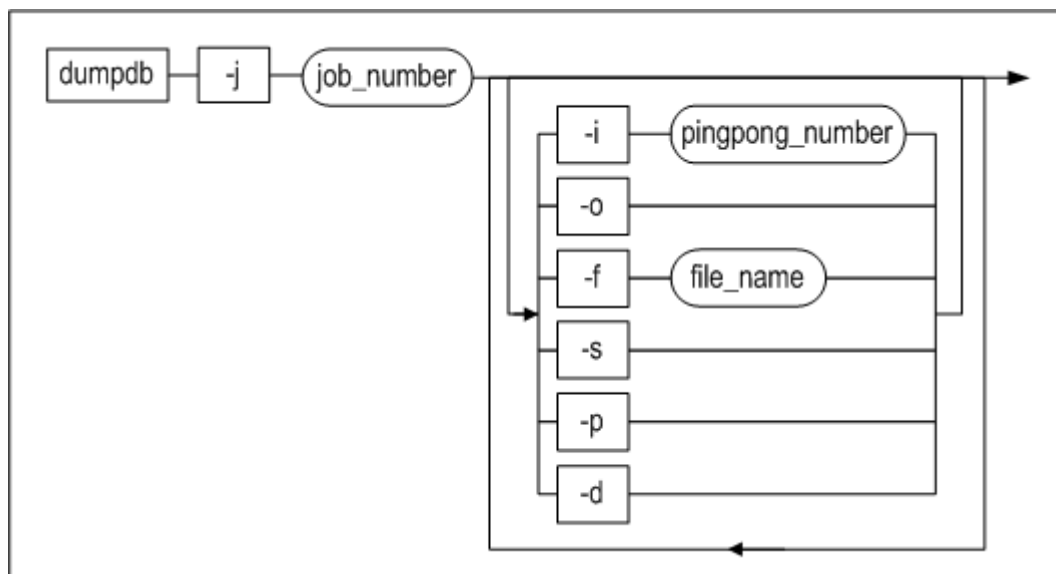 dumpdb -j job_number
-i pingpong_number
-o
-f file_name
-s
-p
-d